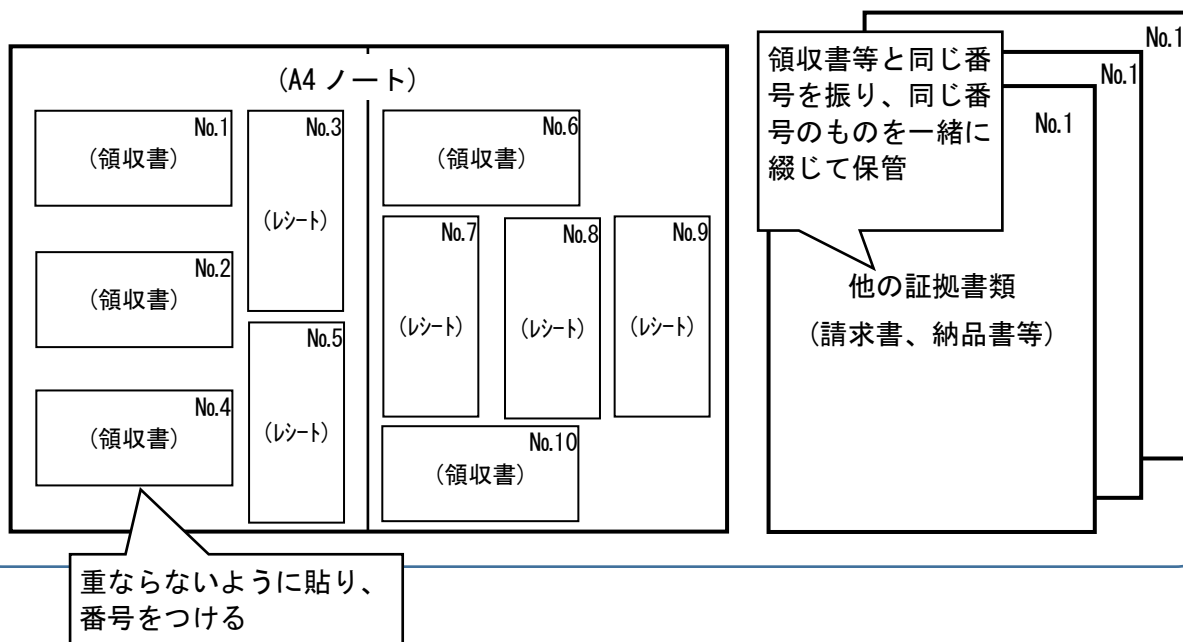 （A4 ノート）
No.1
（領収書）
No.2
（領収書）
No.4
（領収書）
No.3
（ﾚｼｰﾄ）
No.5
（ﾚｼｰﾄ）
No.6
（領収書）
No.7
（ﾚｼｰﾄ）
No.8
（ﾚｼｰﾄ）
No.9
（ﾚｼｰﾄ）
No.10
（領収書）
重ならないように貼り、
番号をつける
領収書等と同じ番
号を振り、同じ番
号のものを一緒に
綴じて保管
No.1
No.1
No.1
他の証拠書類
（請求書、納品書等）